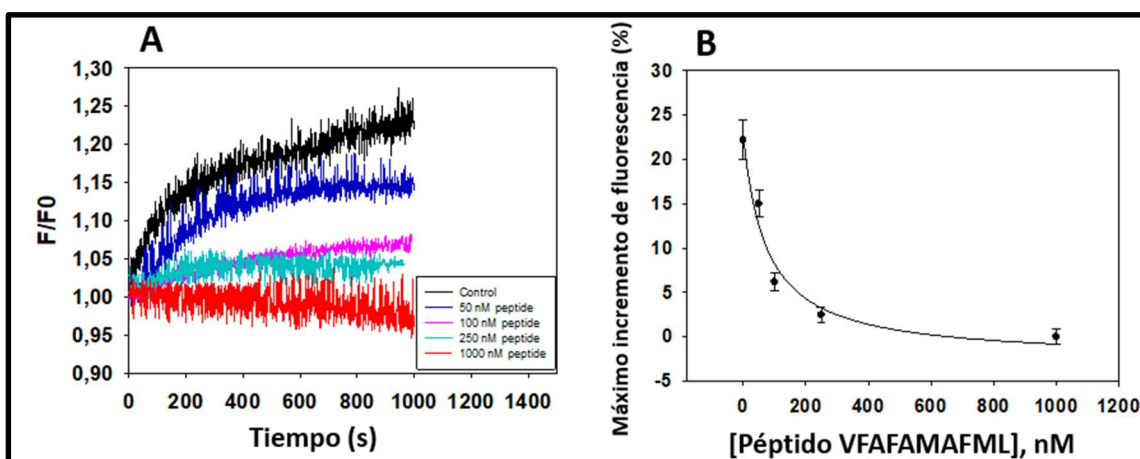 A
F/F0
1,30
1,25
1,20
1,15
1,10
1,05
1,00
0,95
0,90
0 200 400 600 800 1000 1200 1400
Tiempo (s)
Control
50 nM peptide
100 nM peptide
250 nM peptide
1000 nM peptide
B
Máximo incremento de fluorescencia (%)
30
25
20
15
10
5
0
-5
0 200 400 600 800 1000 1200
[Péptido VFAFAMAFML], nM